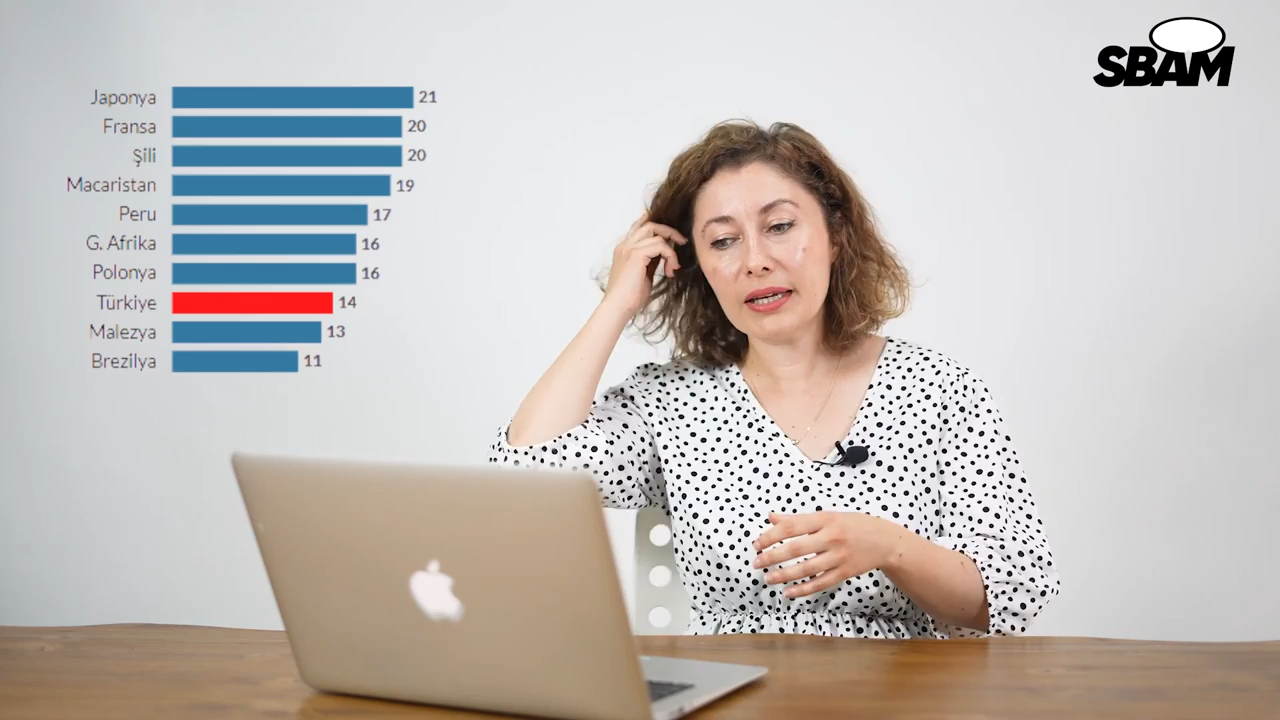 SBAM
Japonya 21
Fransa 20
Şili 20
Macaristan 19
Peru 17
G. Afrika 16
Polonya 16
Türkiye 14
Malezya 13
Brezilya 11